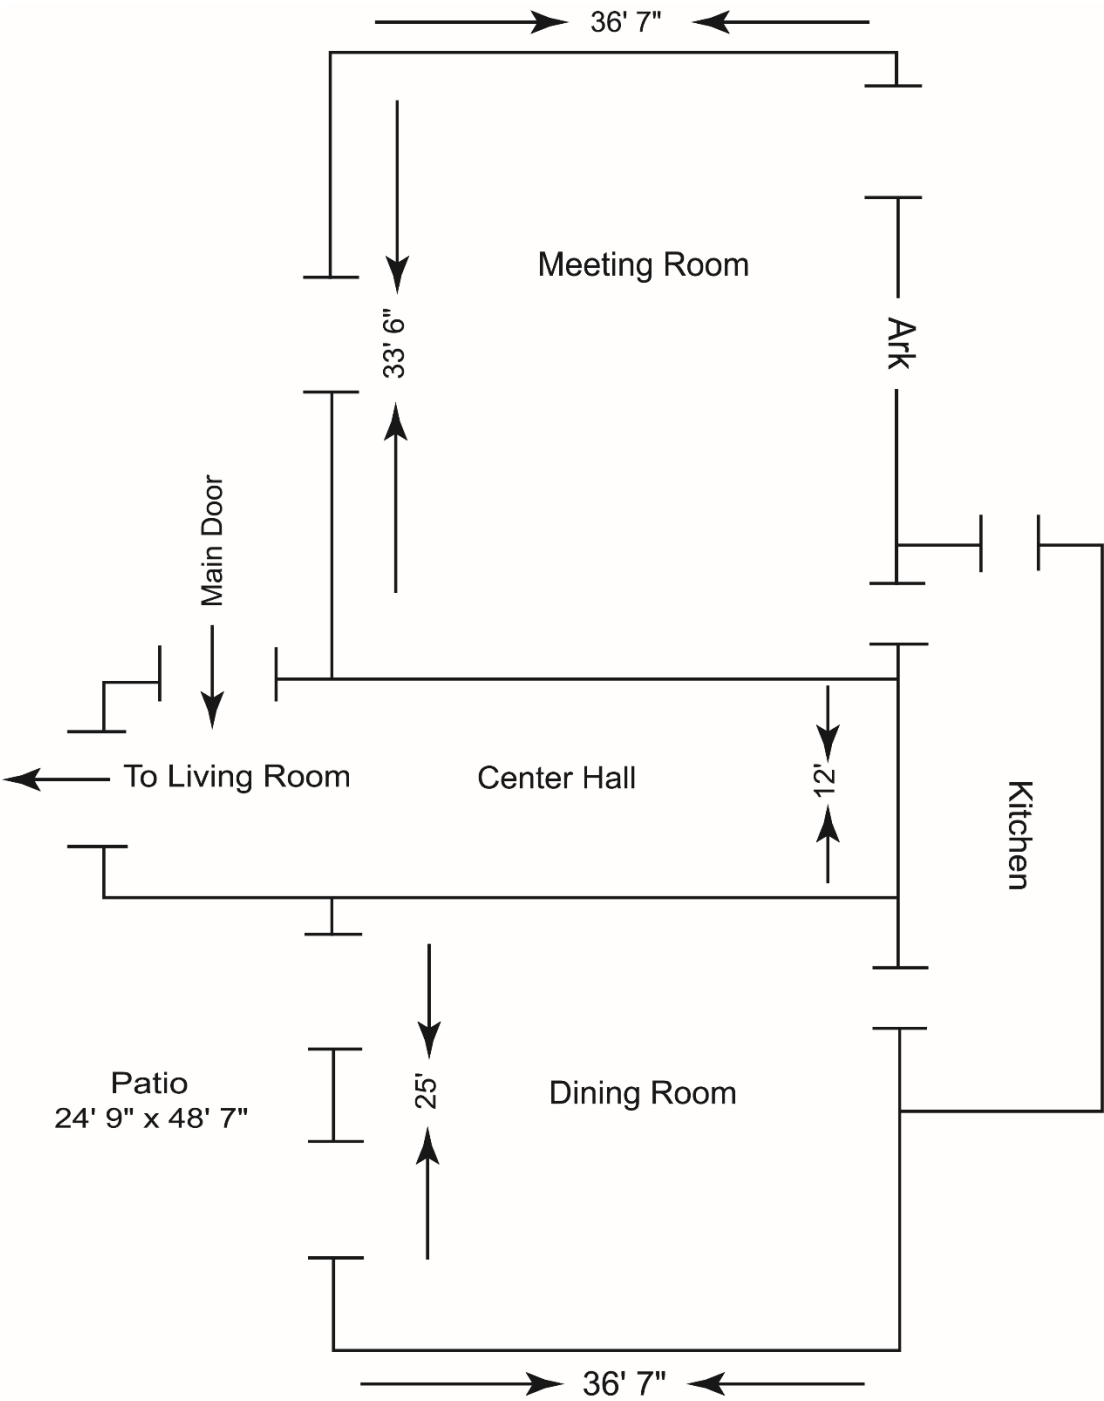 36' 7"
Meeting Room
33' 6"
Ark
Main Door
To Living Room
Center Hall
12'
Kitchen
Patio
24' 9" x 48' 7"
25'
Dining Room
36' 7"